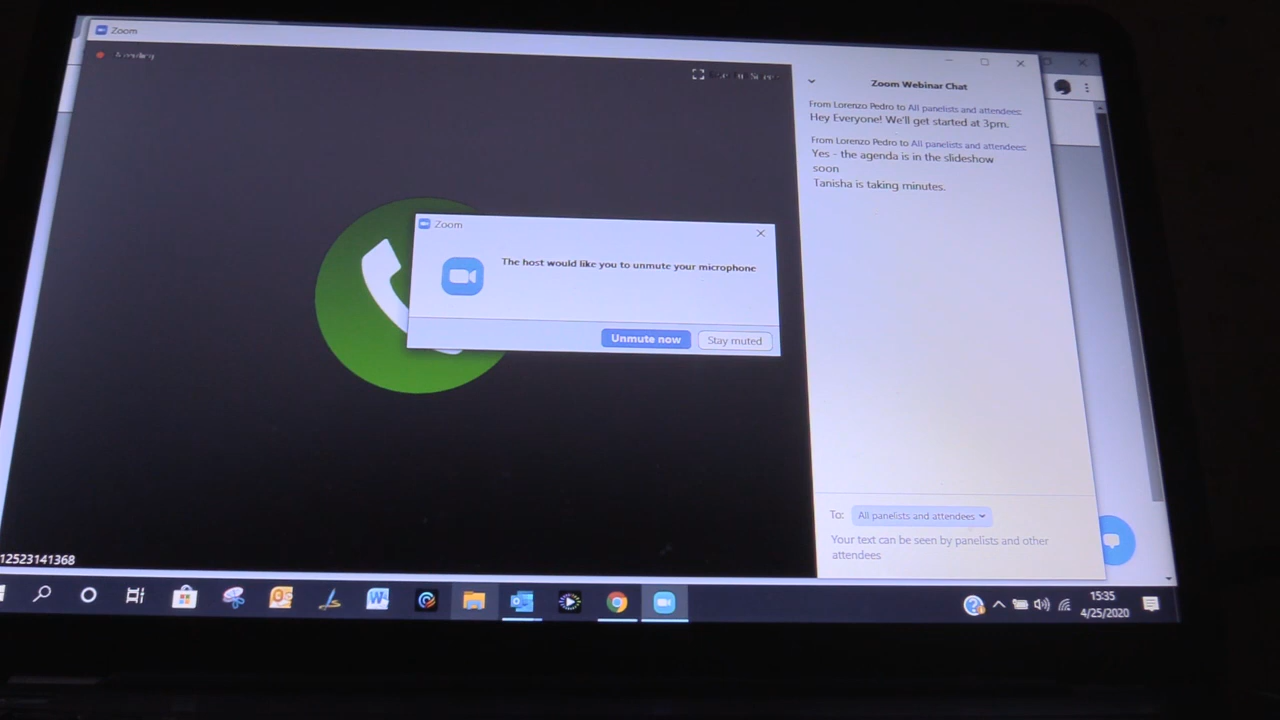 Zoom
Zoom Webinar Chat
From Lorenzo Pedro to All panelists and attendees:
Hey Everyone! We'll get started at 3pm.
From Lorenzo Pedro to All panelists and attendees:
Yes - the agenda is in the slideshow
soon
Tanisha is taking minutes.
Zoom
The host would like you to unmute your microphone
Unmute now
Stay muted
To: All panelists and attendees
Your text can be seen by panelists and other
attendees
12523141368
15:35
4/25/2020